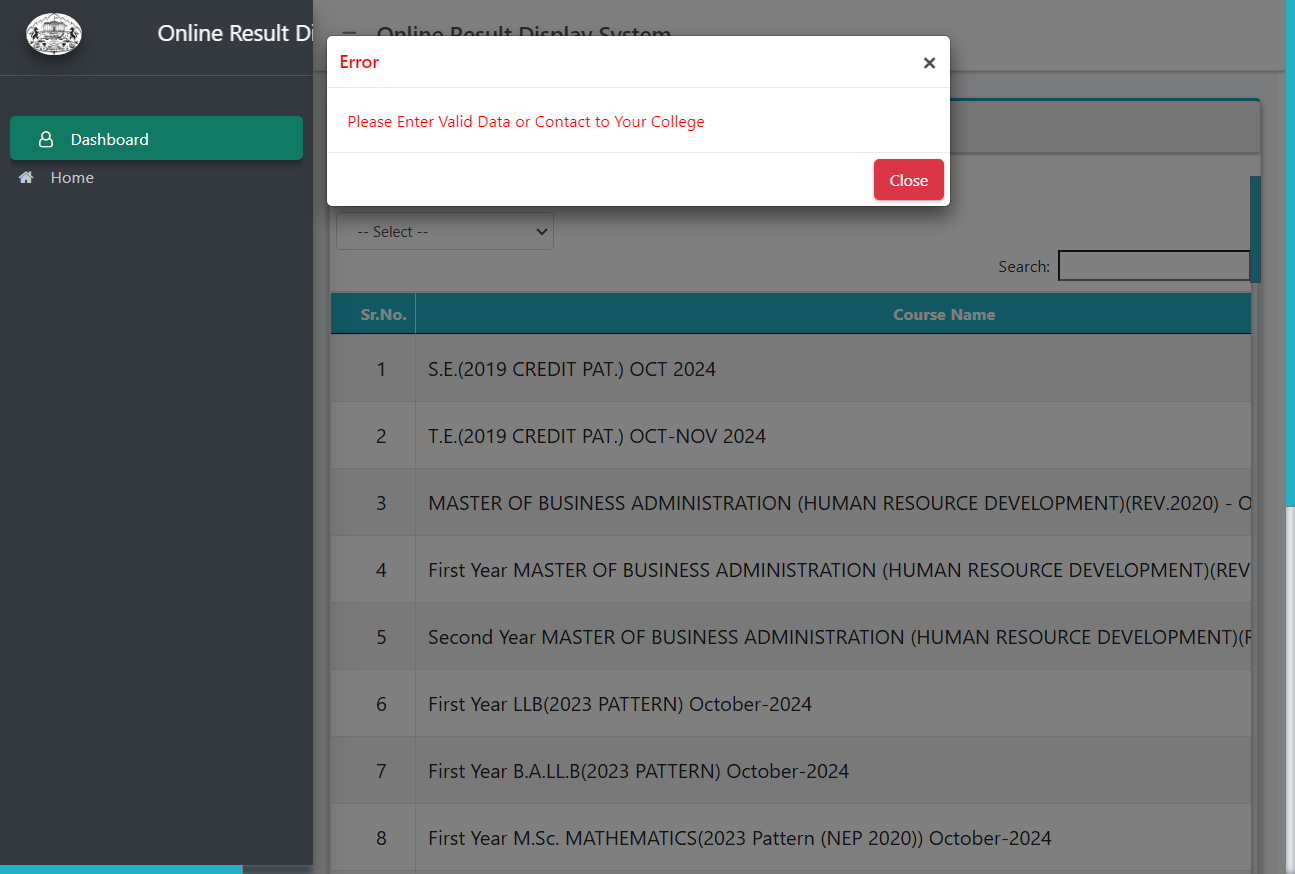 Online Result Di
Online Result Display System
Error
×
Please Enter Valid Data or Contact to Your College
Close
Dashboard
Home
-- Select --
Search:
Sr.No. Course Name
1 S.E.(2019 CREDIT PAT.) OCT 2024
2 T.E.(2019 CREDIT PAT.) OCT-NOV 2024
3 MASTER OF BUSINESS ADMINISTRATION (HUMAN RESOURCE DEVELOPMENT)(REV.2020) - O
4 First Year MASTER OF BUSINESS ADMINISTRATION (HUMAN RESOURCE DEVELOPMENT)(REV
5 Second Year MASTER OF BUSINESS ADMINISTRATION (HUMAN RESOURCE DEVELOPMENT)(R
6 First Year LLB(2023 PATTERN) October-2024
7 First Year B.A.LL.B(2023 PATTERN) October-2024
8 First Year M.Sc. MATHEMATICS(2023 Pattern (NEP 2020)) October-2024